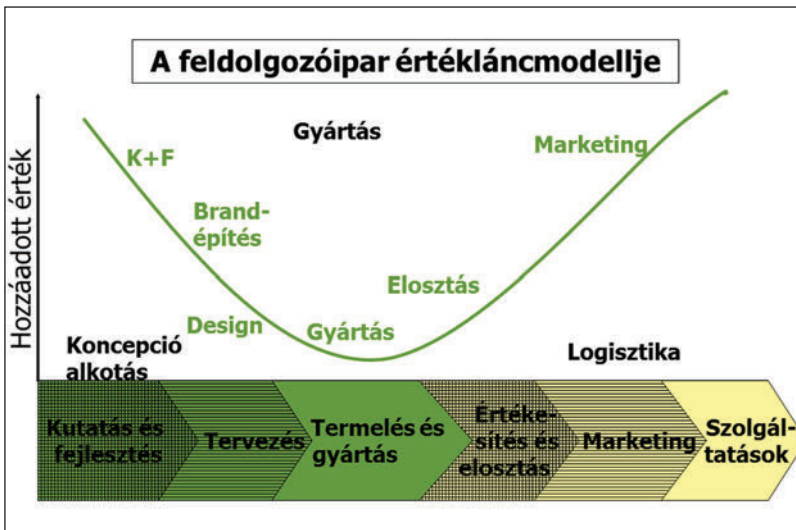 A feldolgozóipar értékláncmodellje
Hozzáadott érték
Gyártás
Marketing
K+F
Brand-
építés
Elosztás
Design
Gyártás
Koncepció
alkotás
Logisztika
Kutatás és
fejlesztés
Tervezés
Termelés és
gyártás
Értéke-
sítés és
elosztás
Marketing
Szolgál-
tatások